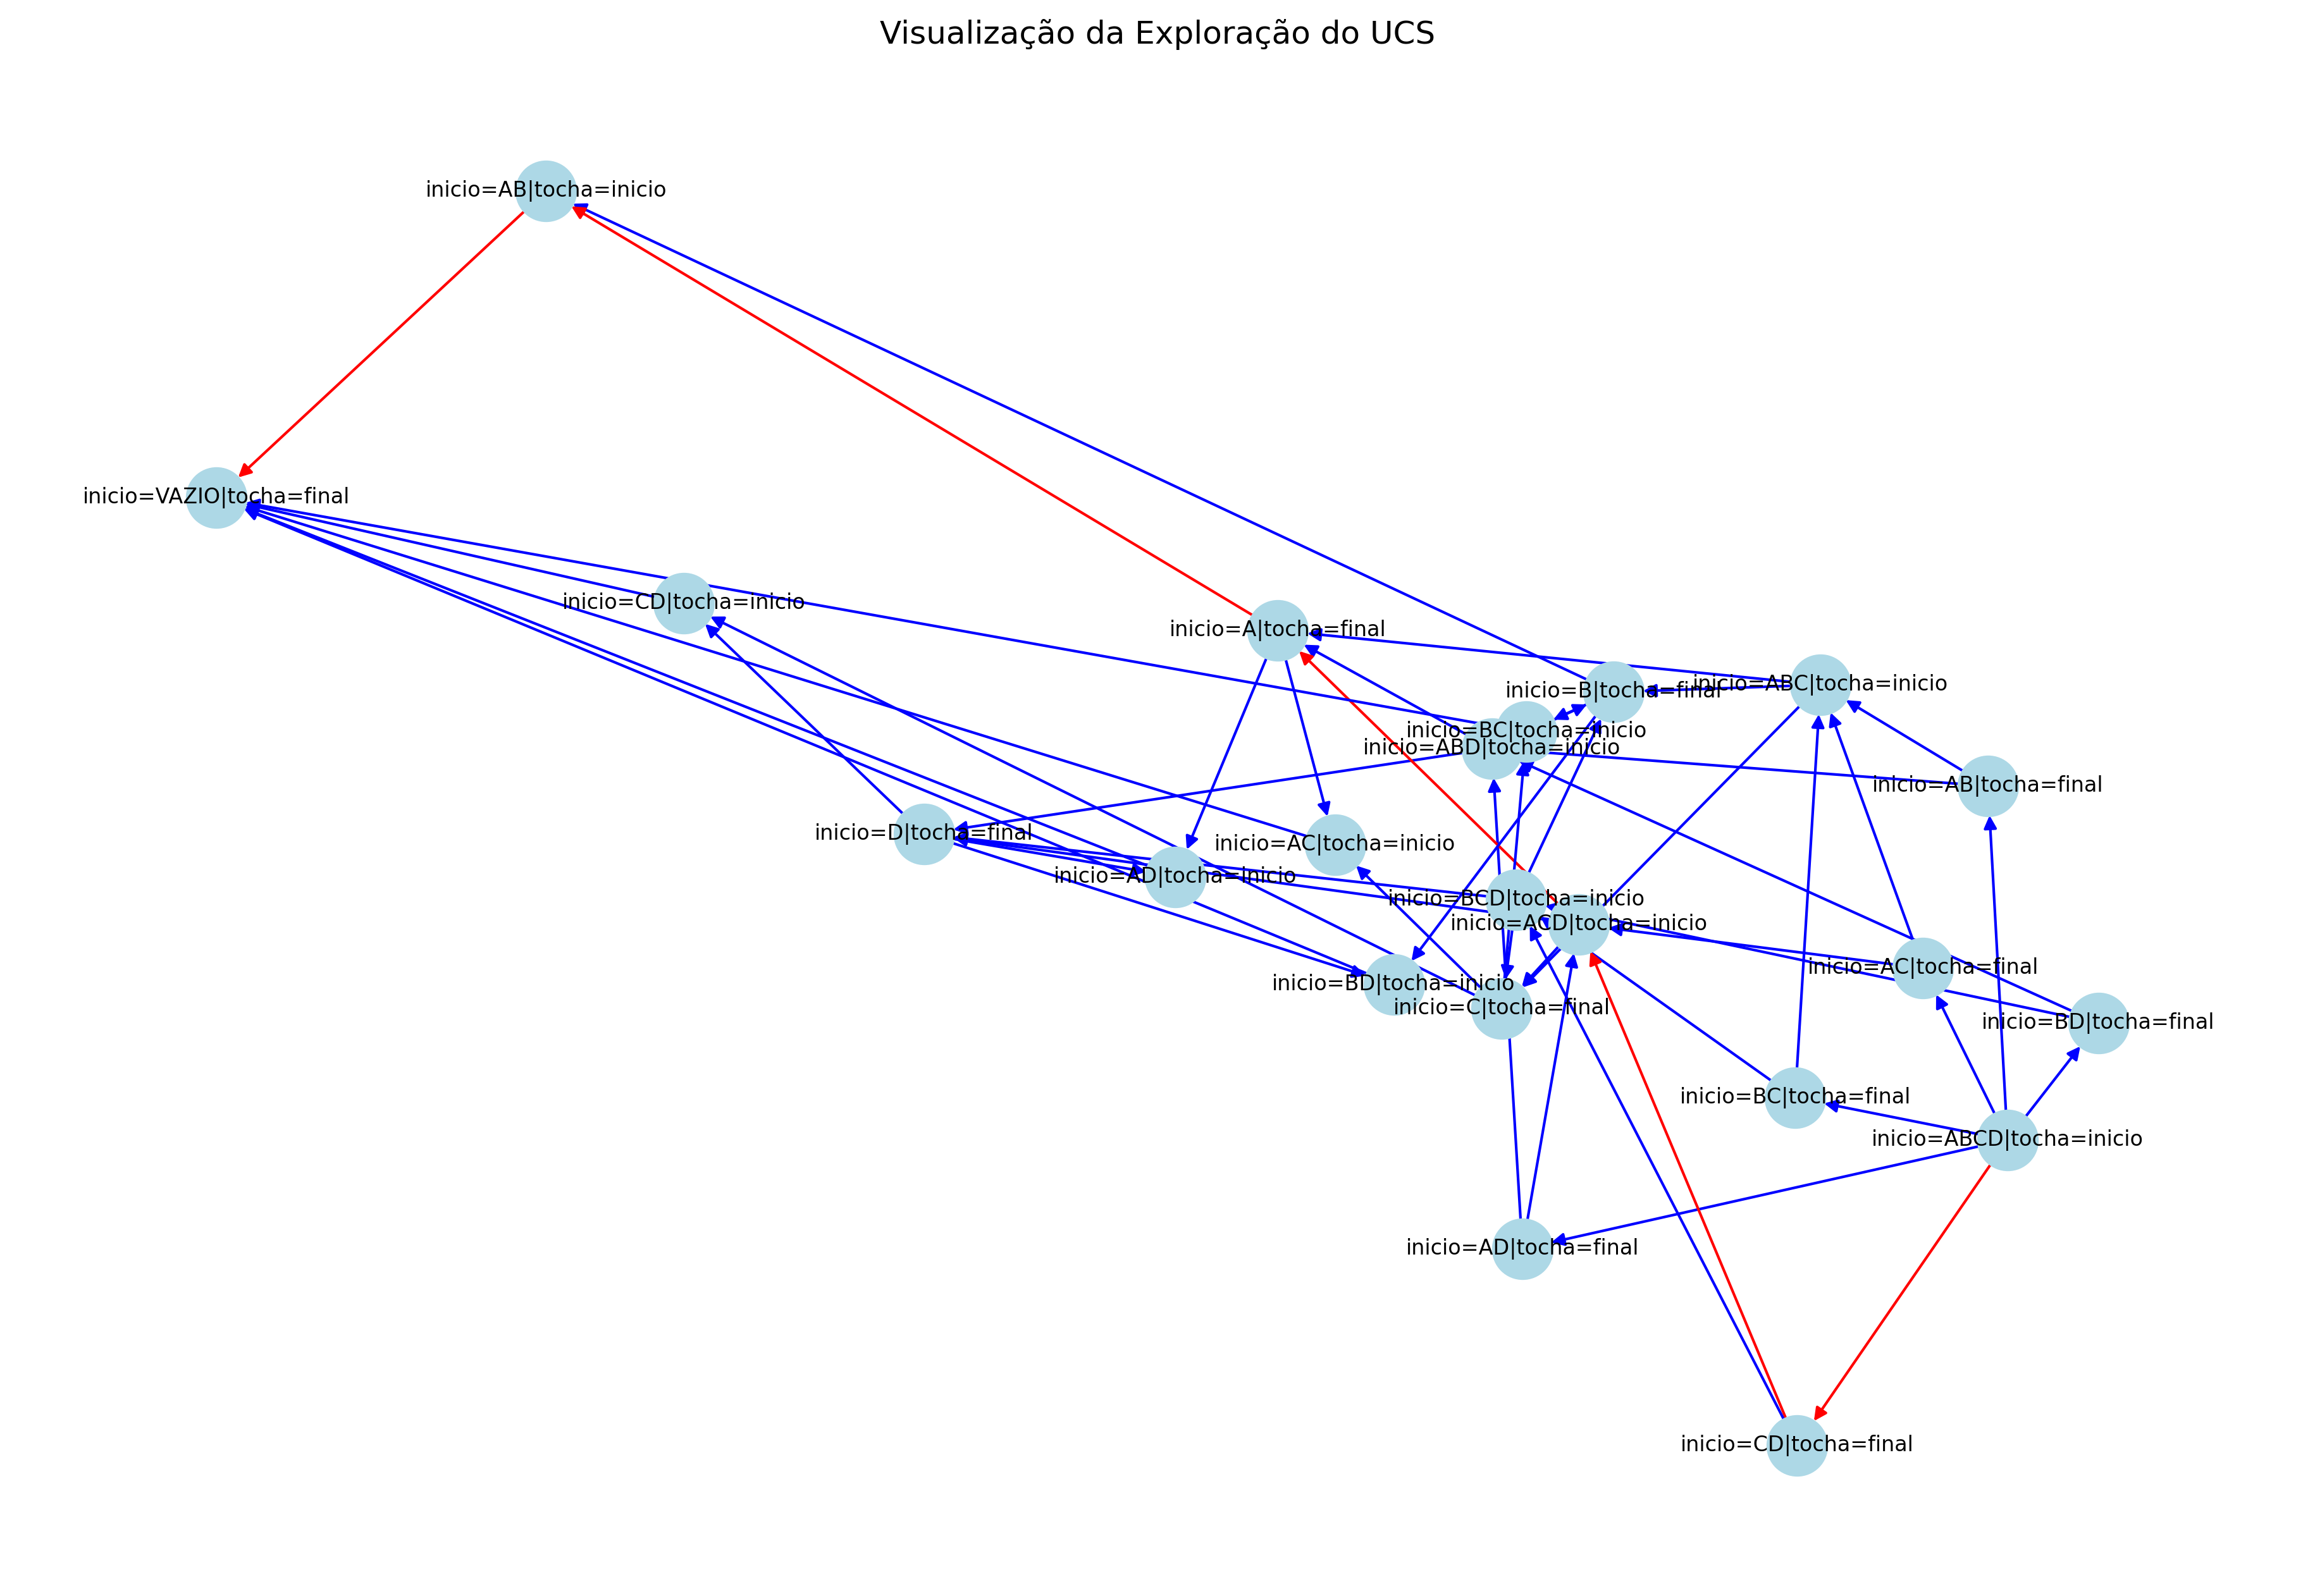 Visualização da Exploração do UCS
inicio=AB|tocha=inicio
inicio=VAZIO|tocha=final
inicio=CD|tocha=inicio
inicio=A|tocha=final
inicio=ABC|tocha=inicio
inicio=B|tocha=final
inicio=BC|tocha=inicio
inicio=ABD|tocha=inicio
inicio=AB|tocha=final
inicio=D|tocha=final
inicio=AC|tocha=inicio
inicio=AD|tocha=inicio
inicio=BCD|tocha=inicio
inicio=ACD|tocha=inicio
inicio=AC|tocha=final
inicio=BD|tocha=inicio
inicio=C|tocha=final
inicio=BD|tocha=final
inicio=BC|tocha=final
inicio=ABCD|tocha=inicio
inicio=AD|tocha=final
inicio=CD|tocha=final